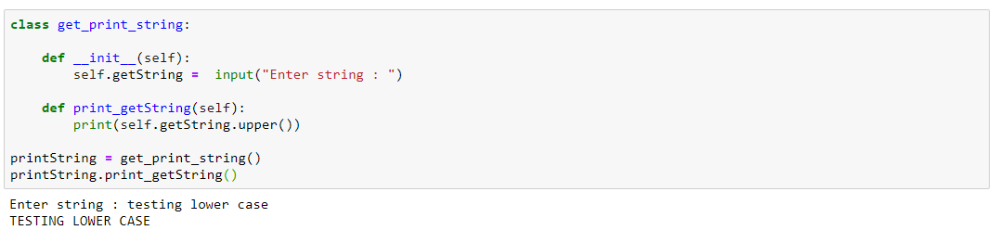 class get_print_string:
    def __init__(self):
        self.getString =  input("Enter string : ")
    def print_getString(self):
        print(self.getString.upper())
printString = get_print_string()
printString.print_getString()
Enter string : testing lower case
TESTING LOWER CASE